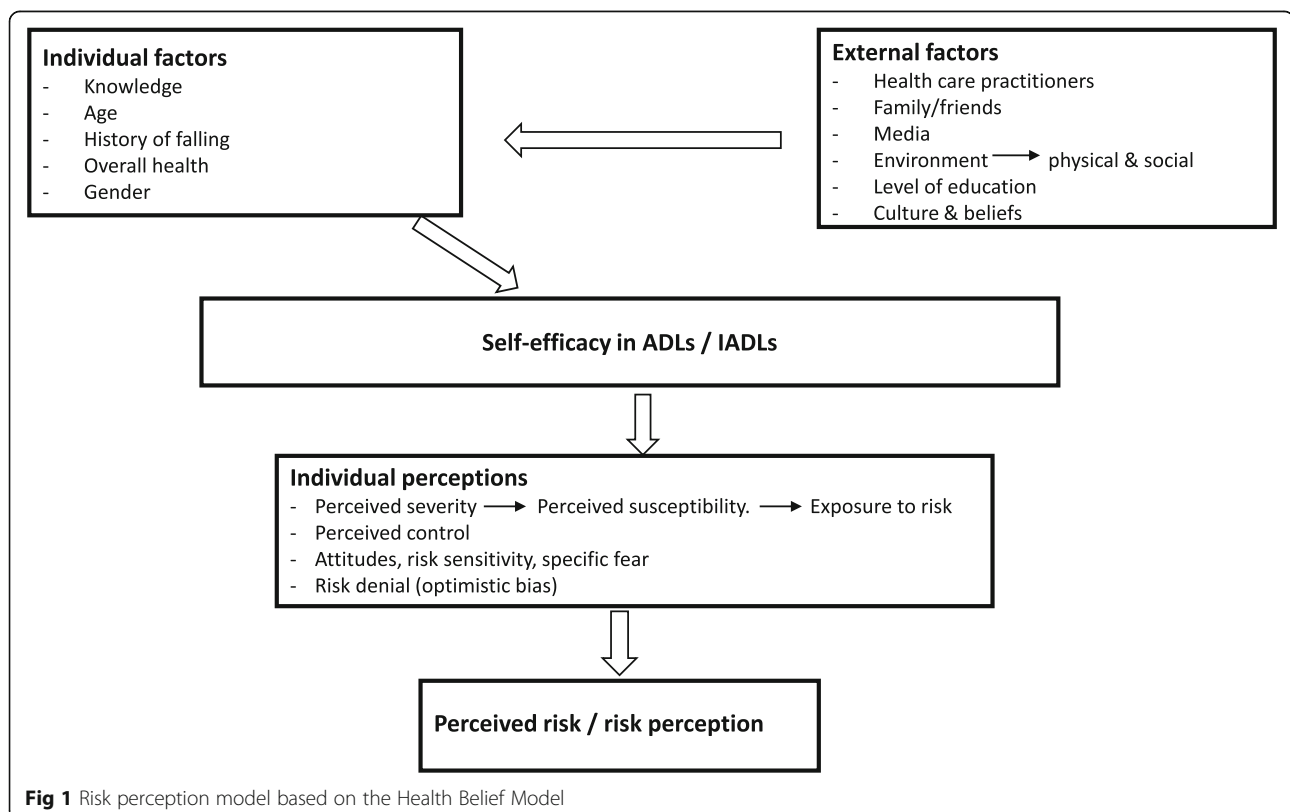 Individual factors
- Knowledge
- Age
- History of falling
- Overall health
- Gender
External factors
- Health care practitioners
- Family/friends
- Media
- Environment → physical & social
- Level of education
- Culture & beliefs
Self-efficacy in ADLs / IADLs
Individual perceptions
- Perceived severity → Perceived susceptibility. → Exposure to risk
- Perceived control
- Attitudes, risk sensitivity, specific fear
- Risk denial (optimistic bias)
Perceived risk / risk perception
Fig 1 Risk perception model based on the Health Belief Model